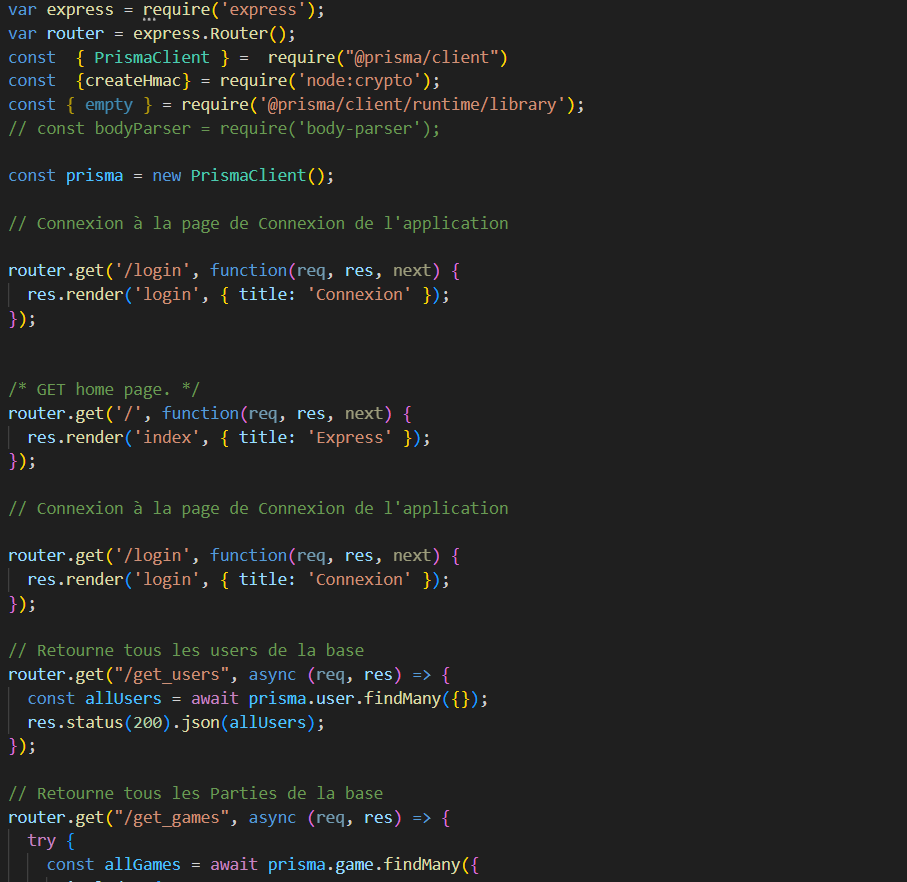 var express = require('express');
var router = express.Router();
const  { PrismaClient } =  require("@prisma/client")
const  {createHmac} = require('node:crypto');
const { empty } = require('@prisma/client/runtime/library');
// const bodyParser = require('body-parser');
const prisma = new PrismaClient();
// Connexion à la page de Connexion de l'application
router.get('/login', function(req, res, next) {
  res.render('login', { title: 'Connexion' });
});
/* GET home page. */
router.get('/', function(req, res, next) {
  res.render('index', { title: 'Express' });
});
// Connexion à la page de Connexion de l'application
router.get('/login', function(req, res, next) {
  res.render('login', { title: 'Connexion' });
});
// Retourne tous les users de la base
router.get("/get_users", async (req, res) => {
  const allUsers = await prisma.user.findMany({});
  res.status(200).json(allUsers);
});
// Retourne tous les Parties de la base
router.get("/get_games", async (req, res) => {
  try {
    const allGames = await prisma.game.findMany({